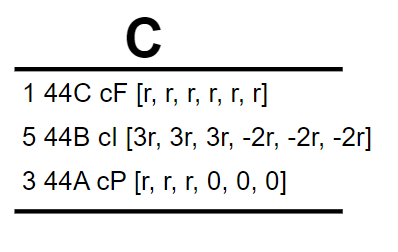 C
1 44C cF [r, r, r, r, r, r]
5 44B cI [3r, 3r, 3r, -2r, -2r, -2r]
3 44A cP [r, r, r, 0, 0, 0]